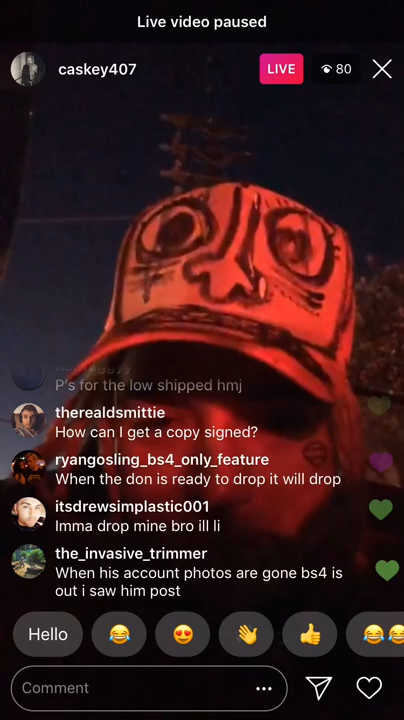 Live video paused
caskey407
LIVE
80
P's for the low shipped hmj
therealdsmittie
How can I get a copy signed?
ryangosling_bs4_only_feature
When the don is ready to drop it will drop
itsdrewsimplastic001
Imma drop mine bro ill li
the_invasive_trimmer
When his account photos are gone bs4 is
out i saw him post
Hello
Comment